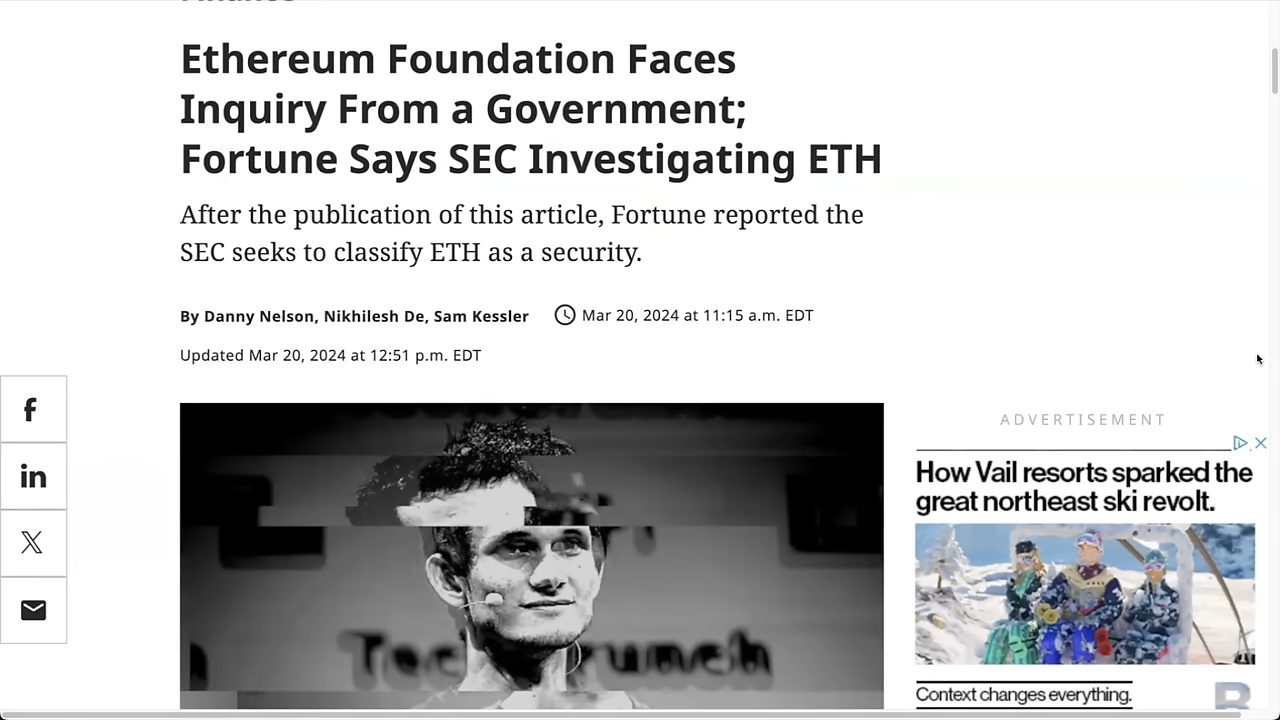 Ethereum Foundation Faces
Inquiry From a Government;
Fortune Says SEC Investigating ETH
After the publication of this article, Fortune reported the
SEC seeks to classify ETH as a security.
By Danny Nelson, Nikhilesh De, Sam Kessler
Mar 20, 2024 at 11:15 a.m. EDT
Updated Mar 20, 2024 at 12:51 p.m. EDT
f
in
X
ADVERTISEMENT
How Vail resorts sparked the
great northeast ski revolt.
Context changes everything.
B